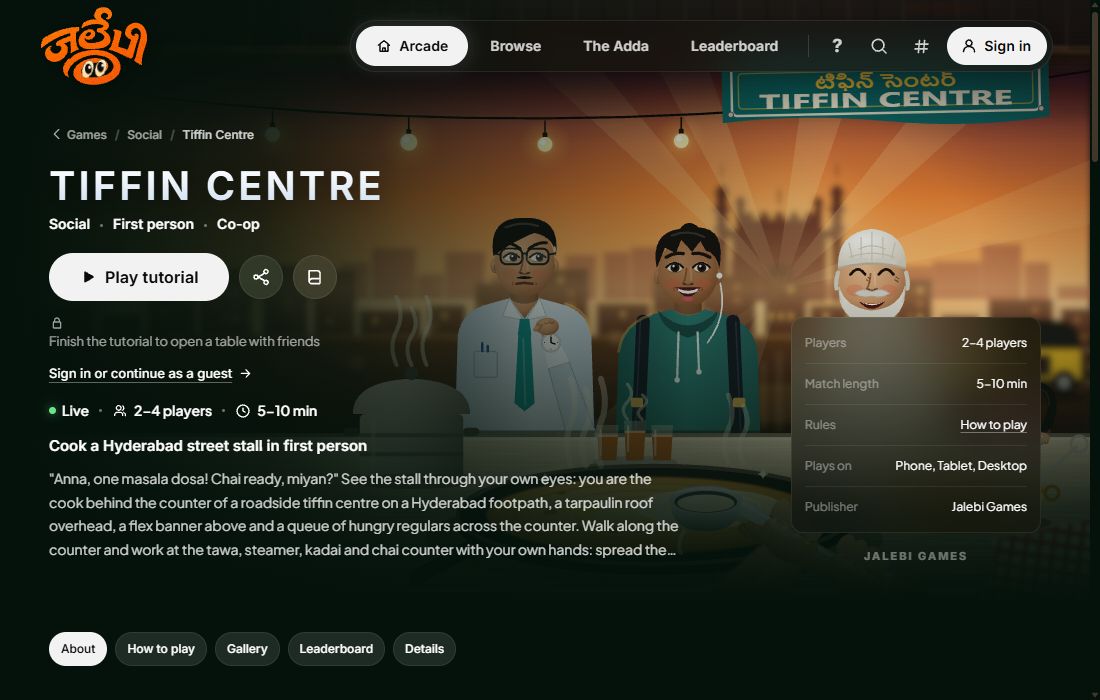 జలేబీ
Arcade
Browse
The Adda
Leaderboard
?
#
Sign in
టిఫిన్ సెంటర్
TIFFIN CENTRE
Games / Social / Tiffin Centre
TIFFIN CENTRE
Social · First person · Co-op
Play tutorial
Finish the tutorial to open a table with friends
Sign in or continue as a guest →
Live · 2–4 players · 5–10 min
Cook a Hyderabad street stall in first person
"Anna, one masala dosa! Chai ready, miyan?" See the stall through your own eyes: you are the
cook behind the counter of a roadside tiffin centre on a Hyderabad footpath, a tarpaulin roof
overhead, a flex banner above and a queue of hungry regulars across the counter. Walk along the
counter and work at the tawa, steamer, kadai and chai counter with your own hands: spread the…
Players 2–4 players
Match length 5–10 min
Rules How to play
Plays on Phone, Tablet, Desktop
Publisher Jalebi Games
JALEBI GAMES
About
How to play
Gallery
Leaderboard
Details